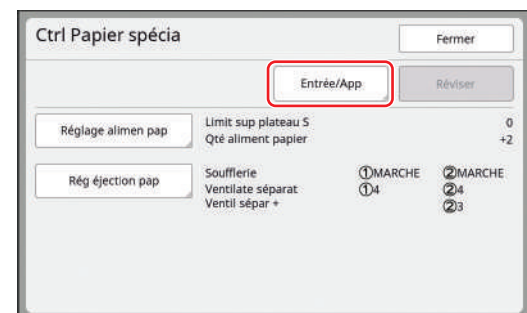 Ctrl Papier spécia
Fermer
Entrée/App
Réviser
Réglage alimen pap
Limit sup plateau S 0
Qté aliment papier +2
Rég éjection pap
Soufflerie ①MARCHE ②MARCHE
Ventilate séparat ①4 ②4
Ventil sépar + ②3